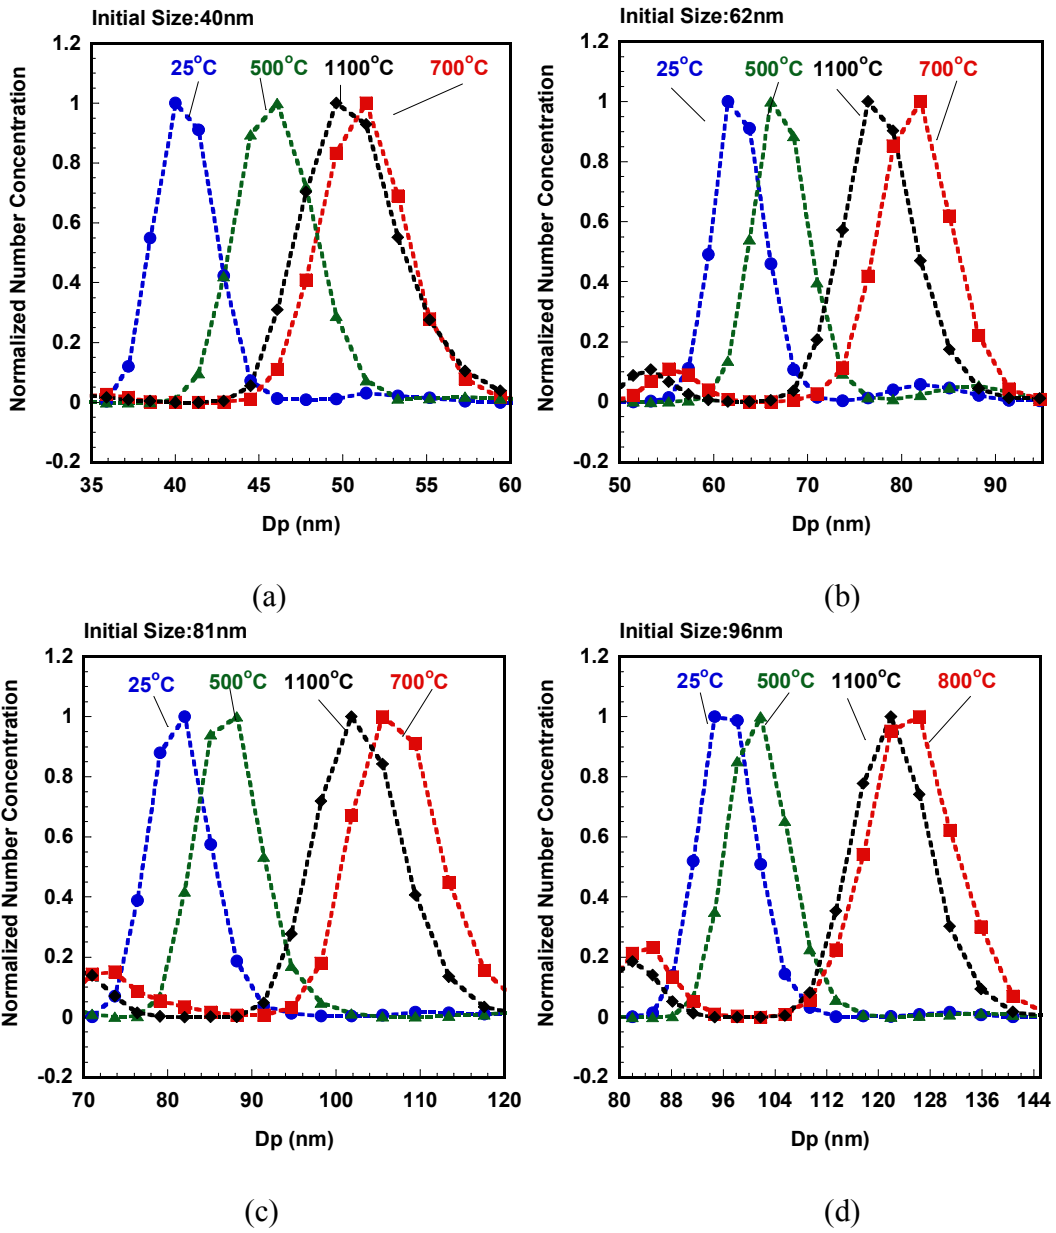 Initial Size:40nm
1.2
1
0.8
0.6
0.4
0.2
0
-0.2
Normalized Number Concentration
25°C
500°C
1100°C
700°C
35 40 45 50 55 60
Dp (nm)
(a)
Initial Size:62nm
1.2
1
0.8
0.6
0.4
0.2
0
-0.2
Normalized Number Concentration
25°C
500°C
1100°C
700°C
50 60 70 80 90
Dp (nm)
(b)
Initial Size:81nm
1.2
1
0.8
0.6
0.4
0.2
0
-0.2
Normalized Number Concentration
25°C
500°C
1100°C
700°C
70 80 90 100 110 120
Dp (nm)
(c)
Initial Size:96nm
1.2
1
0.8
0.6
0.4
0.2
0
-0.2
Normalized Number Concentration
25°C
500°C
1100°C
800°C
80 88 96 104 112 120 128 136 144
Dp (nm)
(d)